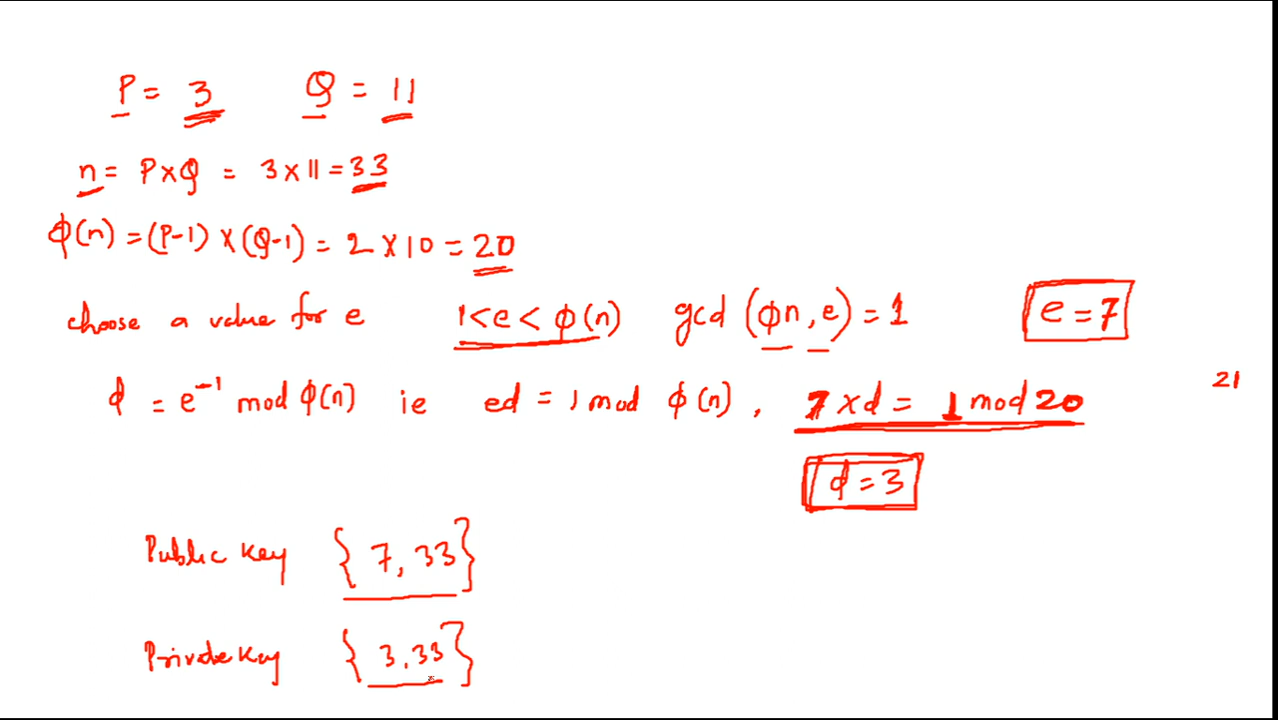 P = 3 Q = 11
n = P×Q = 3×11 = 33
ϕ(n) = (P-1) × (Q-1) = 2 × 10 = 20
choose a value for e 1<e<ϕ(n) gcd (ϕn, e) = 1 e = 7
d = e⁻¹ mod ϕ(n) ie ed = 1 mod ϕ(n), 7 × d = 1 mod 20 21
d = 3
Public Key {7, 33}
Private Key {3, 33}